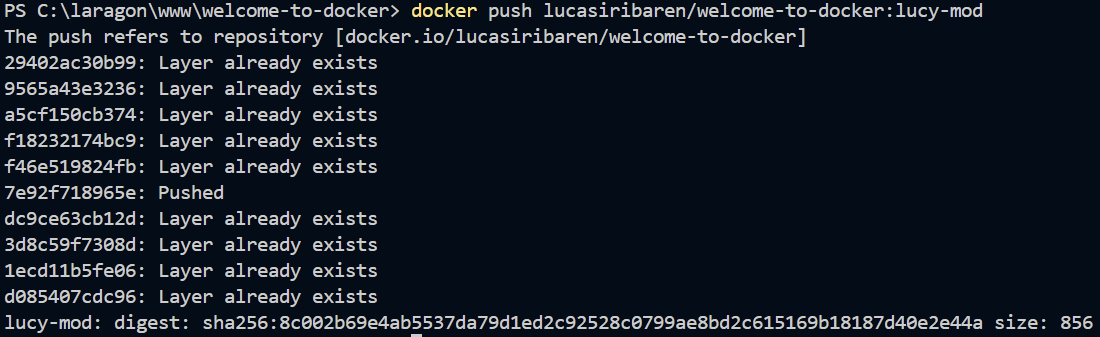 PS C:\laragon\www\welcome-to-docker> docker push lucasiribaren/welcome-to-docker:lucy-mod
The push refers to repository [docker.io/lucasiribaren/welcome-to-docker]
29402ac30b99: Layer already exists
9565a43e3236: Layer already exists
a5cf150cb374: Layer already exists
f18232174bc9: Layer already exists
f46e519824fb: Layer already exists
7e92f718965e: Pushed
dc9ce63cb12d: Layer already exists
3d8c59f7308d: Layer already exists
1ecd11b5fe06: Layer already exists
d085407cdc96: Layer already exists
lucy-mod: digest: sha256:8c002b69e4ab5537da79d1ed2c92528c0799ae8bd2c615169b18187d40e2e44a size: 856